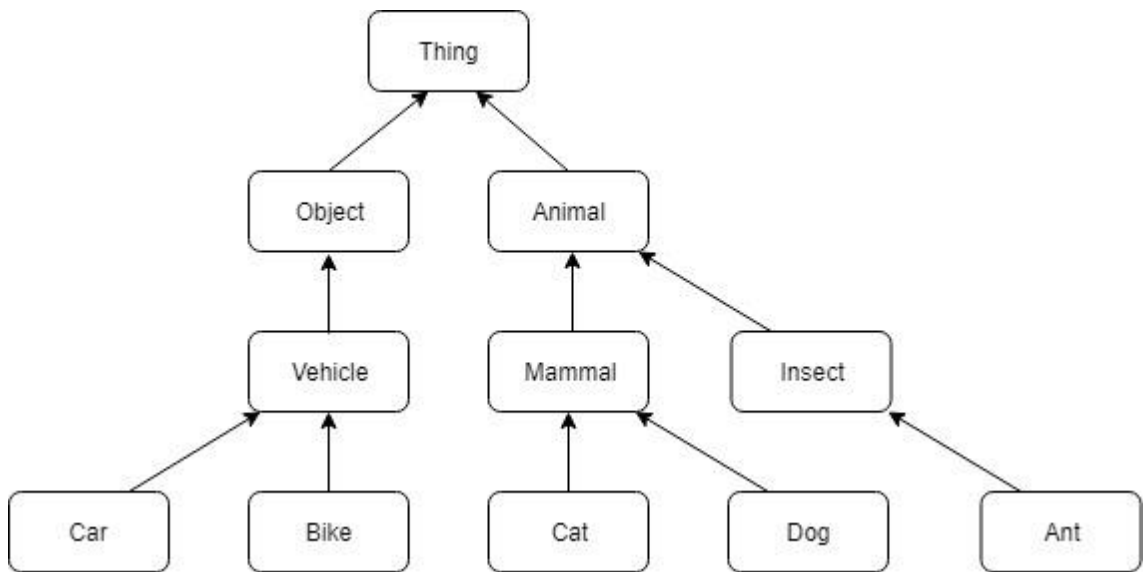 Thing
Object
Animal
Vehicle
Mammal
Insect
Car
Bike
Cat
Dog
Ant